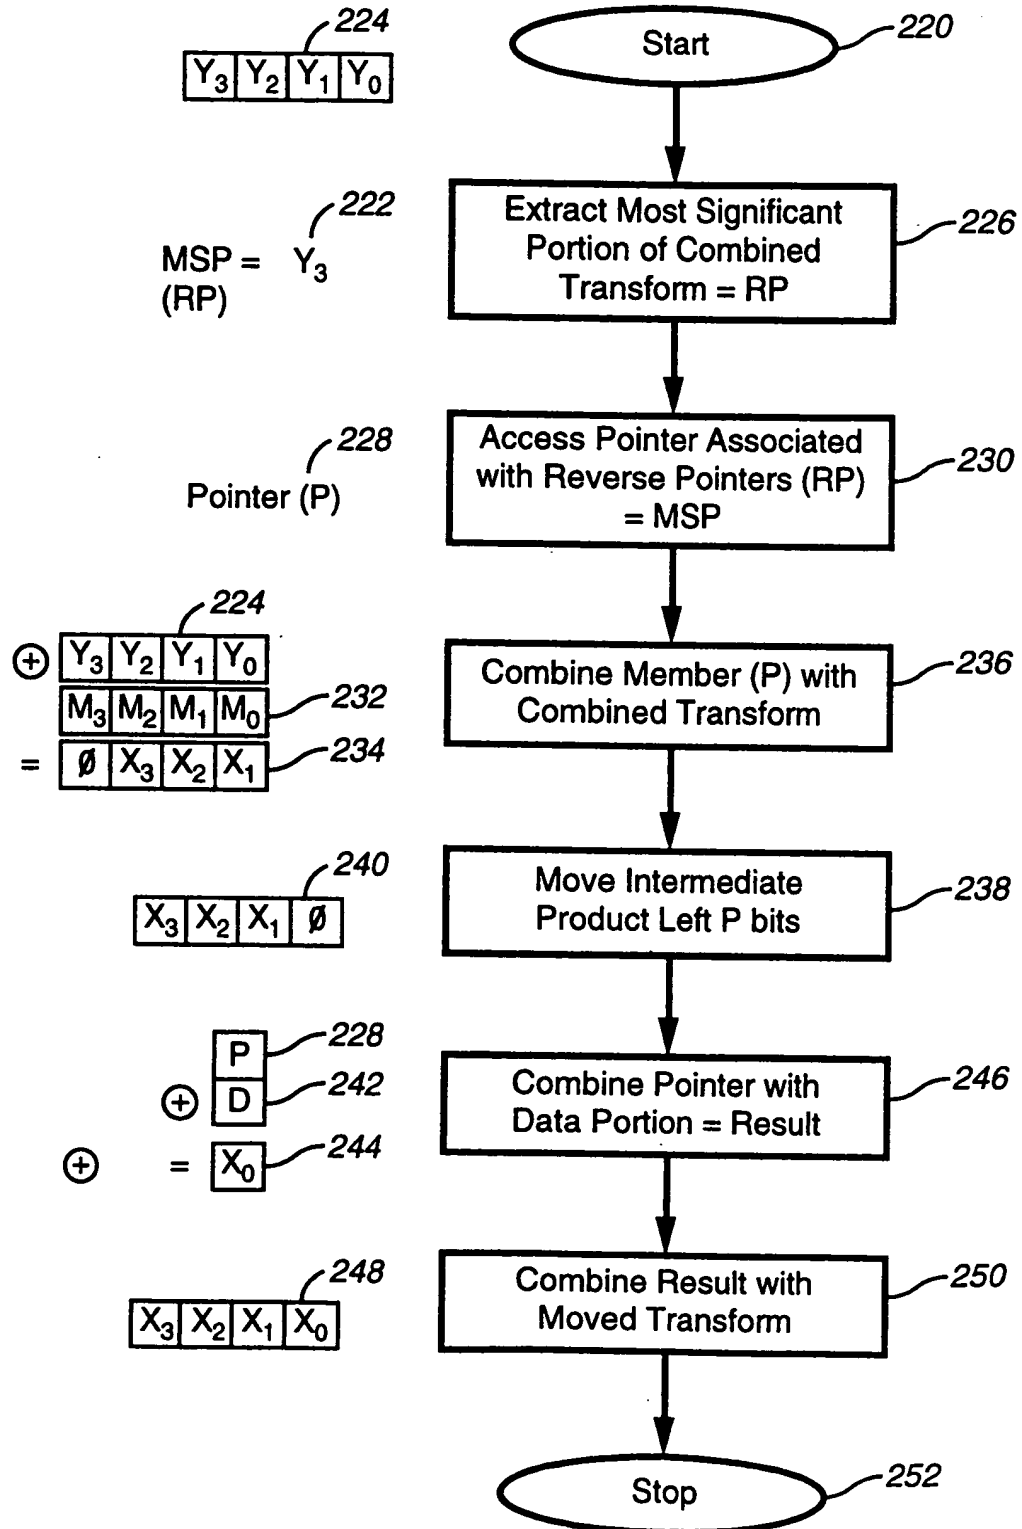 224
Y3 Y2 Y1 Y0
Start
220
222
MSP = Y3
(RP)
Extract Most Significant
Portion of Combined
Transform = RP
226
228
Pointer (P)
Access Pointer Associated
with Reverse Pointers (RP)
= MSP
230
224
⊕ Y3 Y2 Y1 Y0
M3 M2 M1 M0 232
= Ø X3 X2 X1 234
Combine Member (P) with
Combined Transform
236
240
X3 X2 X1 Ø
Move Intermediate
Product Left P bits
238
P 228
⊕ D 242
⊕ = X0 244
Combine Pointer with
Data Portion = Result
246
248
X3 X2 X1 X0
Combine Result with
Moved Transform
250
Stop
252